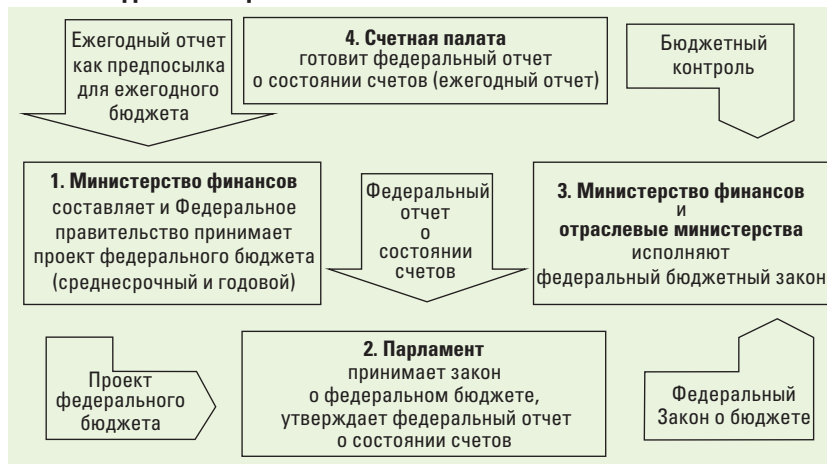 Ежегодный отчет
как предпосылка
для ежегодного
бюджета
4. Счетная палата
готовит федеральный отчет
о состоянии счетов (ежегодный отчет)
Бюджетный
контроль
1. Министерство финансов
составляет и Федеральное
правительство принимает
проект федерального бюджета
(среднесрочный и годовой)
Федеральный
отчет
о
состоянии
счетов
3. Министерство финансов
и
отраслевые министерства
исполняют
федеральный бюджетный закон
Проект
федерального
бюджета
2. Парламент
принимает закон
о федеральном бюджете,
утверждает федеральный отчет
о состоянии счетов
Федеральный
Закон о бюджете